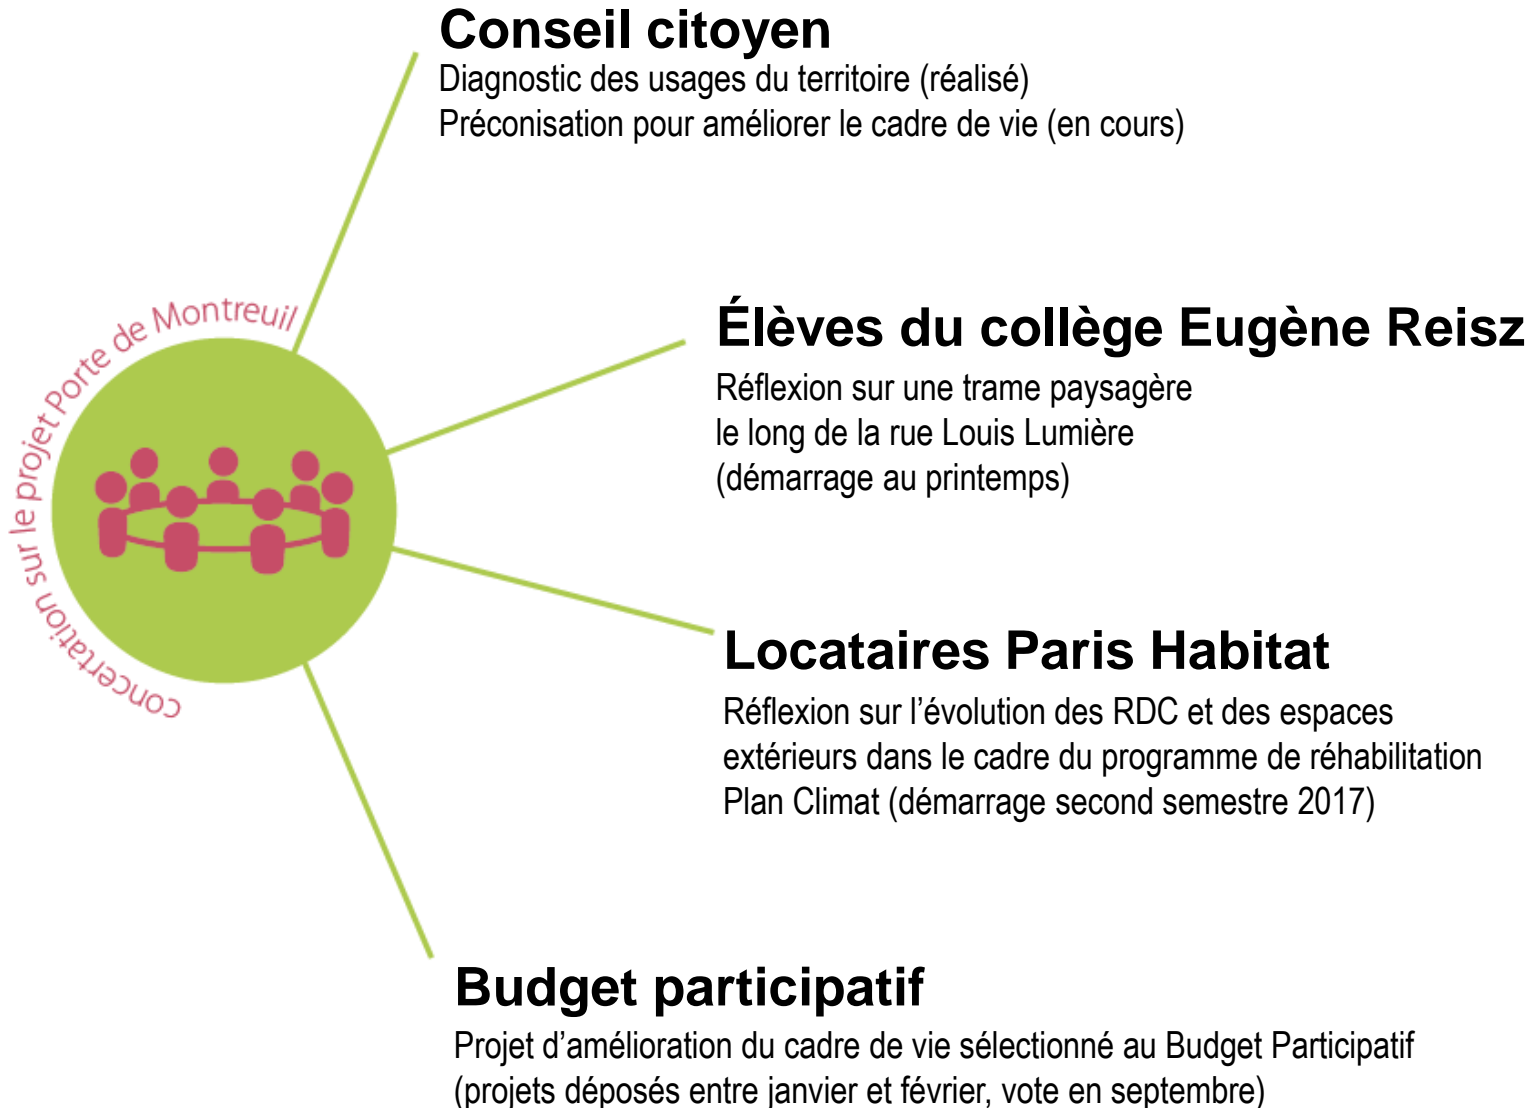 Conseil citoyen
Diagnostic des usages du territoire (réalisé)
Préconisation pour améliorer le cadre de vie (en cours)
concertation sur le projet Porte de Montreuil
Élèves du collège Eugène Reisz
Réflexion sur une trame paysagère
le long de la rue Louis Lumière
(démarrage au printemps)
Locataires Paris Habitat
Réflexion sur l’évolution des RDC et des espaces
extérieurs dans le cadre du programme de réhabilitation
Plan Climat (démarrage second semestre 2017)
Budget participatif
Projet d’amélioration du cadre de vie sélectionné au Budget Participatif
(projets déposés entre janvier et février, vote en septembre)